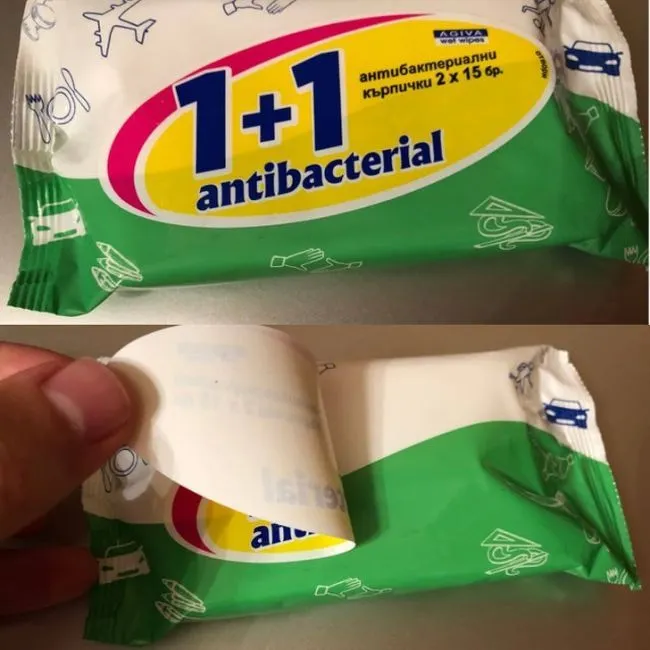 AGIVA
wet wipes
антибактериални
кърпички 2 x 15 бр.
1+1
antibacterial
anti